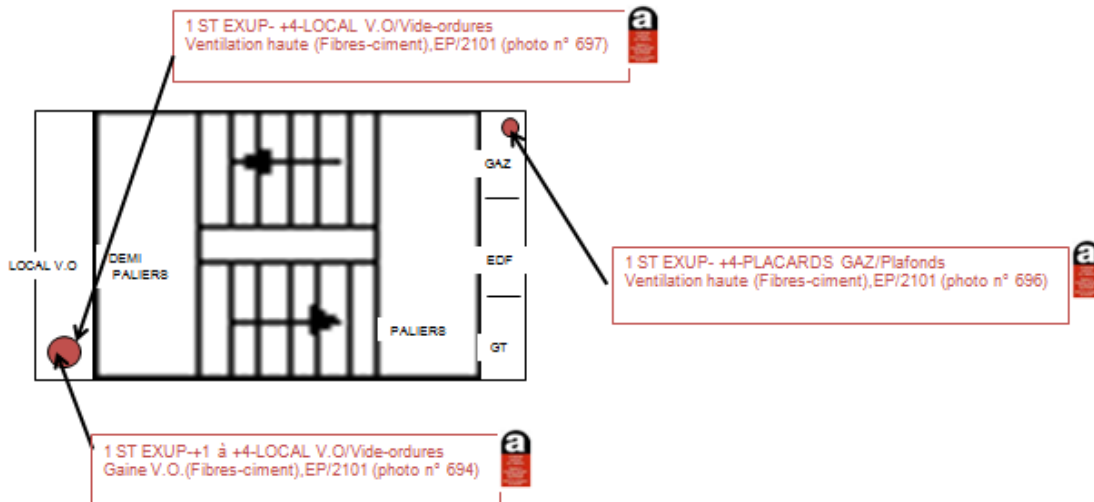 1 ST EXUP- +4-LOCAL V.O/Vide-ordures
Ventilation haute (Fibres-ciment),EP/2101 (photo n° 697)
a
GAZ
LOCAL V.O
DEMI
PALIERS
EDF
1 ST EXUP- +4-PLACARDS GAZ/Plafonds
Ventilation haute (Fibres-ciment),EP/2101 (photo n° 696)
a
PALIERS
GT
1 ST EXUP-+1 à +4-LOCAL V.O/Vide-ordures
Gaine V.O.(Fibres-ciment),EP/2101 (photo n° 694)
a